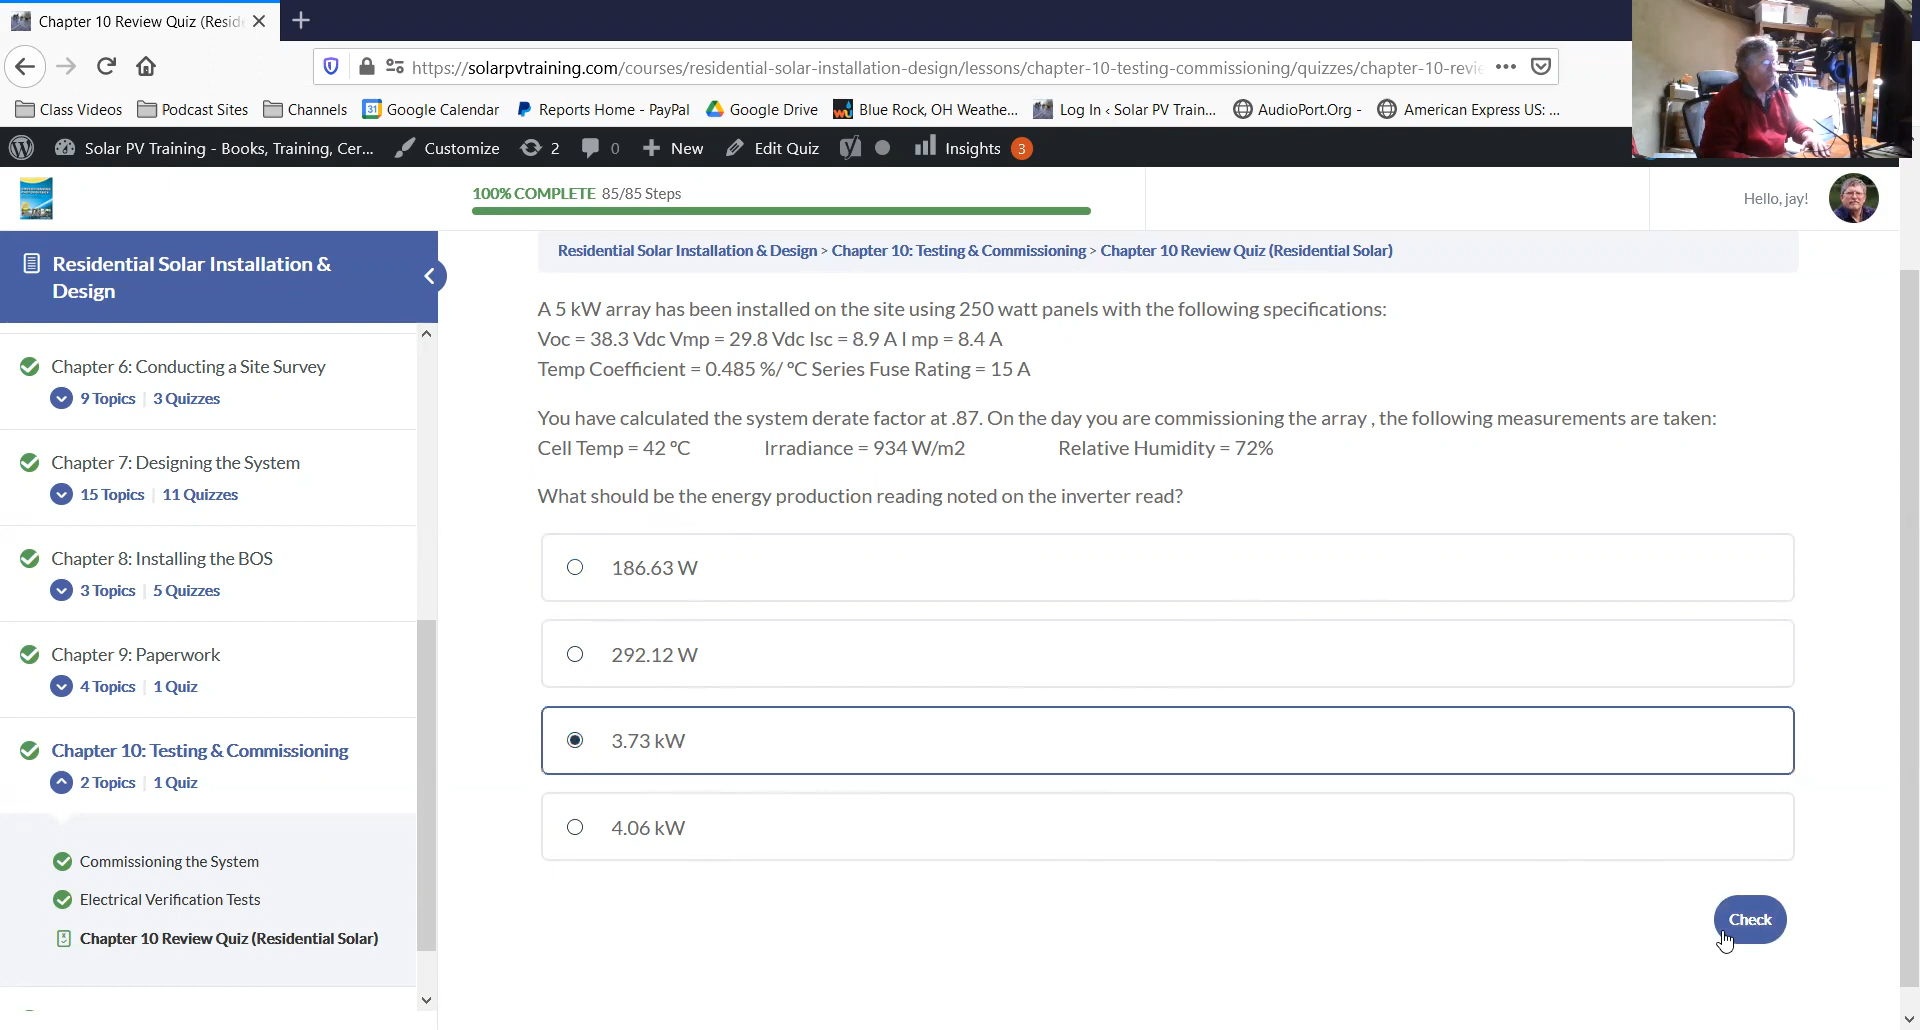 Chapter 10 Review Quiz (Resid
https://solarpvtraining.com/courses/residential-solar-installation-design/lessons/chapter-10-testing-commissioning/quizzes/chapter-10-revie
Class Videos Podcast Sites Channels 31 Google Calendar Reports Home - PayPal Google Drive Blue Rock, OH Weathe... Log In ‹ Solar PV Train... AudioPort.Org - American Express US: ...
Solar PV Training - Books, Training, Cer... Customize 2 0 New Edit Quiz Insights 3
100% COMPLETE 85/85 Steps
Hello, jay!
Residential Solar Installation &
Design
Chapter 6: Conducting a Site Survey
9 Topics | 3 Quizzes
Chapter 7: Designing the System
15 Topics | 11 Quizzes
Chapter 8: Installing the BOS
3 Topics | 5 Quizzes
Chapter 9: Paperwork
4 Topics | 1 Quiz
Chapter 10: Testing & Commissioning
2 Topics | 1 Quiz
Commissioning the System
Electrical Verification Tests
Chapter 10 Review Quiz (Residential Solar)
Residential Solar Installation & Design > Chapter 10: Testing & Commissioning > Chapter 10 Review Quiz (Residential Solar)
A 5 kW array has been installed on the site using 250 watt panels with the following specifications:
Voc = 38.3 Vdc Vmp = 29.8 Vdc Isc = 8.9 A I mp = 8.4 A
Temp Coefficient = 0.485 %/ ºC Series Fuse Rating = 15 A
You have calculated the system derate factor at .87. On the day you are commissioning the array , the following measurements are taken:
Cell Temp = 42 ºC Irradiance = 934 W/m2 Relative Humidity = 72%
What should be the energy production reading noted on the inverter read?
186.63 W
292.12 W
3.73 kW
4.06 kW
Check